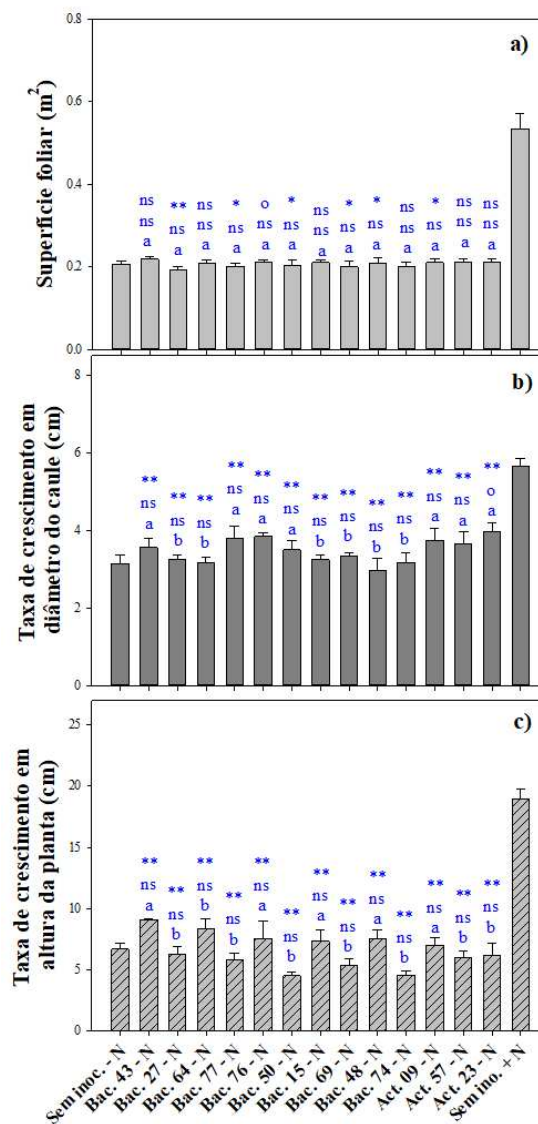 0.8
a)
0.6
0.4
0.2
0.0
Superfície foliar (m²)
ns ** ns * o * ns * * ns * ns ns
ns ns ns ns ns ns ns ns ns ns ns ns ns
a a a a a a a a a a a a a
8
b)
6
4
2
0
Taxa de crescimento em
diâmetro do caule (cm)
** ** ** ** ** ** ** ** ** ** ** ** **
ns ns ns ns ns ns ns ns ns ns ns ns o
a b b a a a b b b b a a a
25
c)
20
15
10
5
0
Taxa de crescimento em
altura da planta (cm)
** ** ** ** ** ** ** ** ** ** ** ** **
ns ns ns ns ns ns ns ns ns ns ns ns ns
a b b b a b a b a b a b b
Sem inoc. - N
Bac. 43 - N
Bac. 27 - N
Bac. 64 - N
Bac. 77 - N
Bac. 76 - N
Bac. 50 - N
Bac. 15 - N
Bac. 69 - N
Bac. 48 - N
Bac. 74 - N
Act. 09 - N
Act. 57 - N
Act. 23 - N
Sem ino. + N